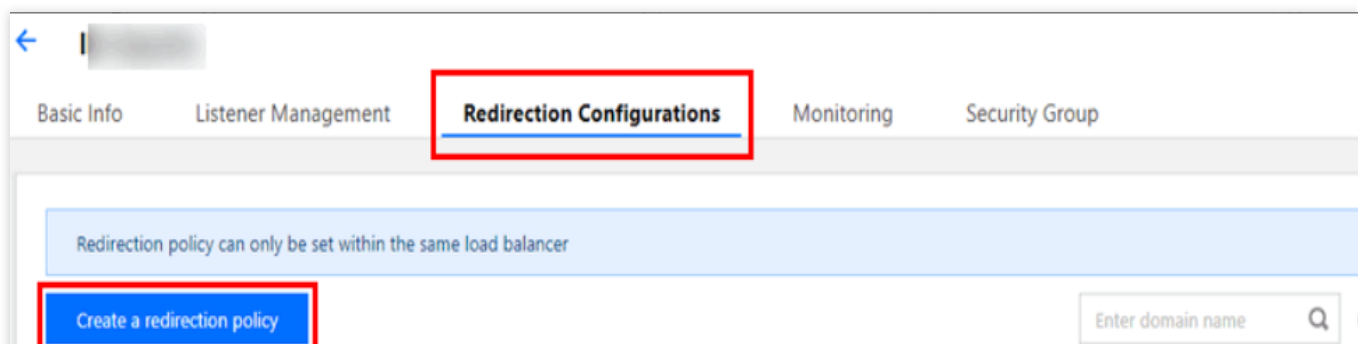 Basic Info Listener Management Redirection Configurations Monitoring Security Group
Redirection policy can only be set within the same load balancer
Create a redirection policy Enter domain name